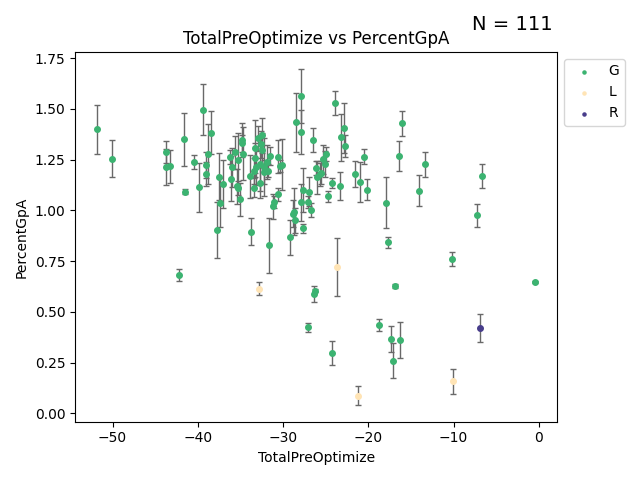 N = 111
TotalPreOptimize vs PercentGpA
G
L
R
PercentGpA
1.75
1.50
1.25
1.00
0.75
0.50
0.25
0.00
−50
−40
−30
−20
−10
0
TotalPreOptimize